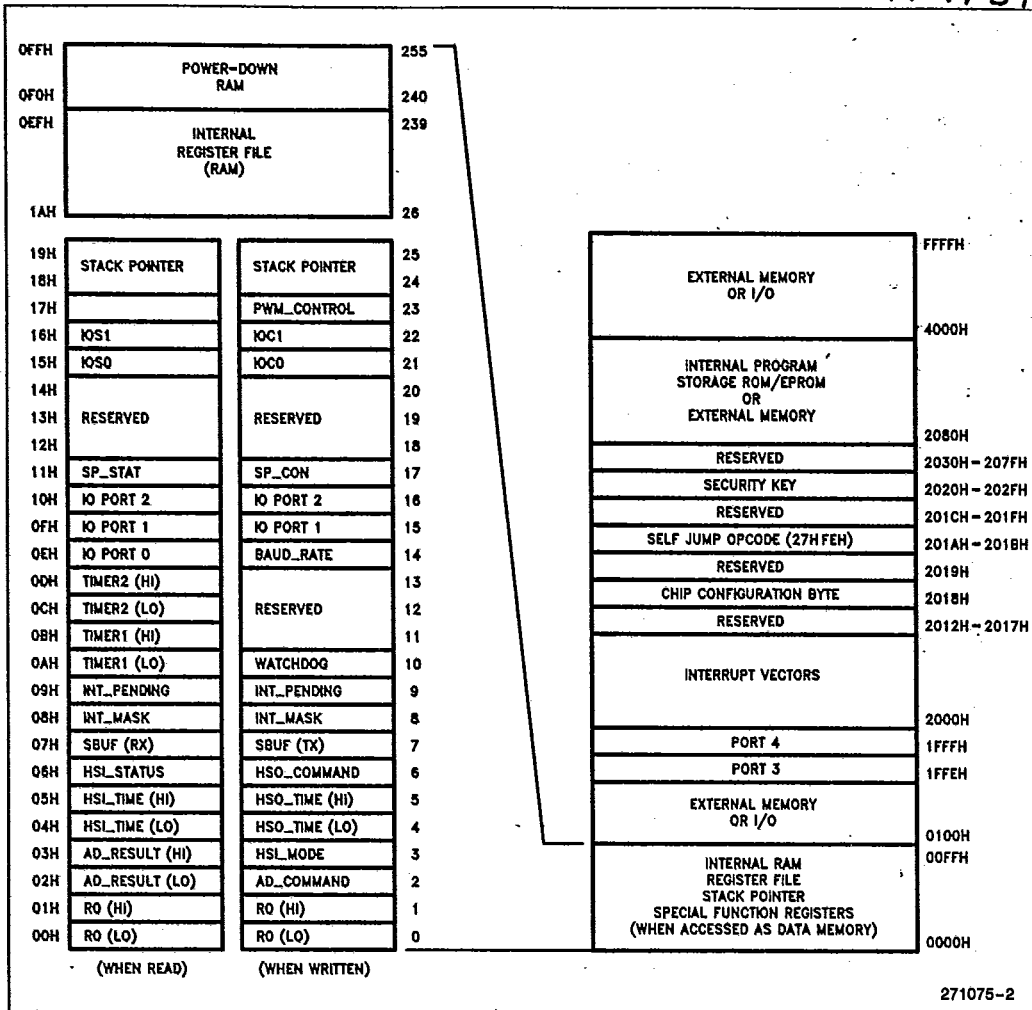 0FFH POWER-DOWN RAM 255
0F0H 240
0EFH INTERNAL REGISTER FILE (RAM) 239
1AH 26
19H STACK POINTER STACK POINTER 25
18H 24
17H PWM_CONTROL 23
16H IOS1 IOC1 22
15H IOS0 IOC0 21
14H 20
13H RESERVED RESERVED 19
12H 18
11H SP_STAT SP_CON 17
10H IO PORT 2 IO PORT 2 16
0FH IO PORT 1 IO PORT 1 15
0EH IO PORT 0 BAUD_RATE 14
0DH TIMER2 (HI) 13
0CH TIMER2 (LO) RESERVED 12
0BH TIMER1 (HI) 11
0AH TIMER1 (LO) WATCHDOG 10
09H INT_PENDING INT_PENDING 9
08H INT_MASK INT_MASK 8
07H SBUF (RX) SBUF (TX) 7
06H HSI_STATUS HSO_COMMAND 6
05H HSI_TIME (HI) HSO_TIME (HI) 5
04H HSI_TIME (LO) HSO_TIME (LO) 4
03H AD_RESULT (HI) HSI_MODE 3
02H AD_RESULT (LO) AD_COMMAND 2
01H R0 (HI) R0 (HI) 1
00H R0 (LO) R0 (LO) 0
(WHEN READ) (WHEN WRITTEN)
FFFFH
EXTERNAL MEMORY
OR I/O
4000H
INTERNAL PROGRAM
STORAGE ROM/EPROM
OR
EXTERNAL MEMORY
2080H
RESERVED 2030H-207FH
SECURITY KEY 2020H-202FH
RESERVED 201CH-201FH
SELF JUMP OPCODE (27H FEH) 201AH-201BH
RESERVED 2019H
CHIP CONFIGURATION BYTE 2018H
RESERVED 2012H-2017H
INTERRUPT VECTORS
2000H
PORT 4 1FFFH
PORT 3 1FFEH
EXTERNAL MEMORY
OR I/O
0100H
00FFH
INTERNAL RAM
REGISTER FILE
STACK POINTER
SPECIAL FUNCTION REGISTERS
(WHEN ACCESSED AS DATA MEMORY)
0000H
271075-2